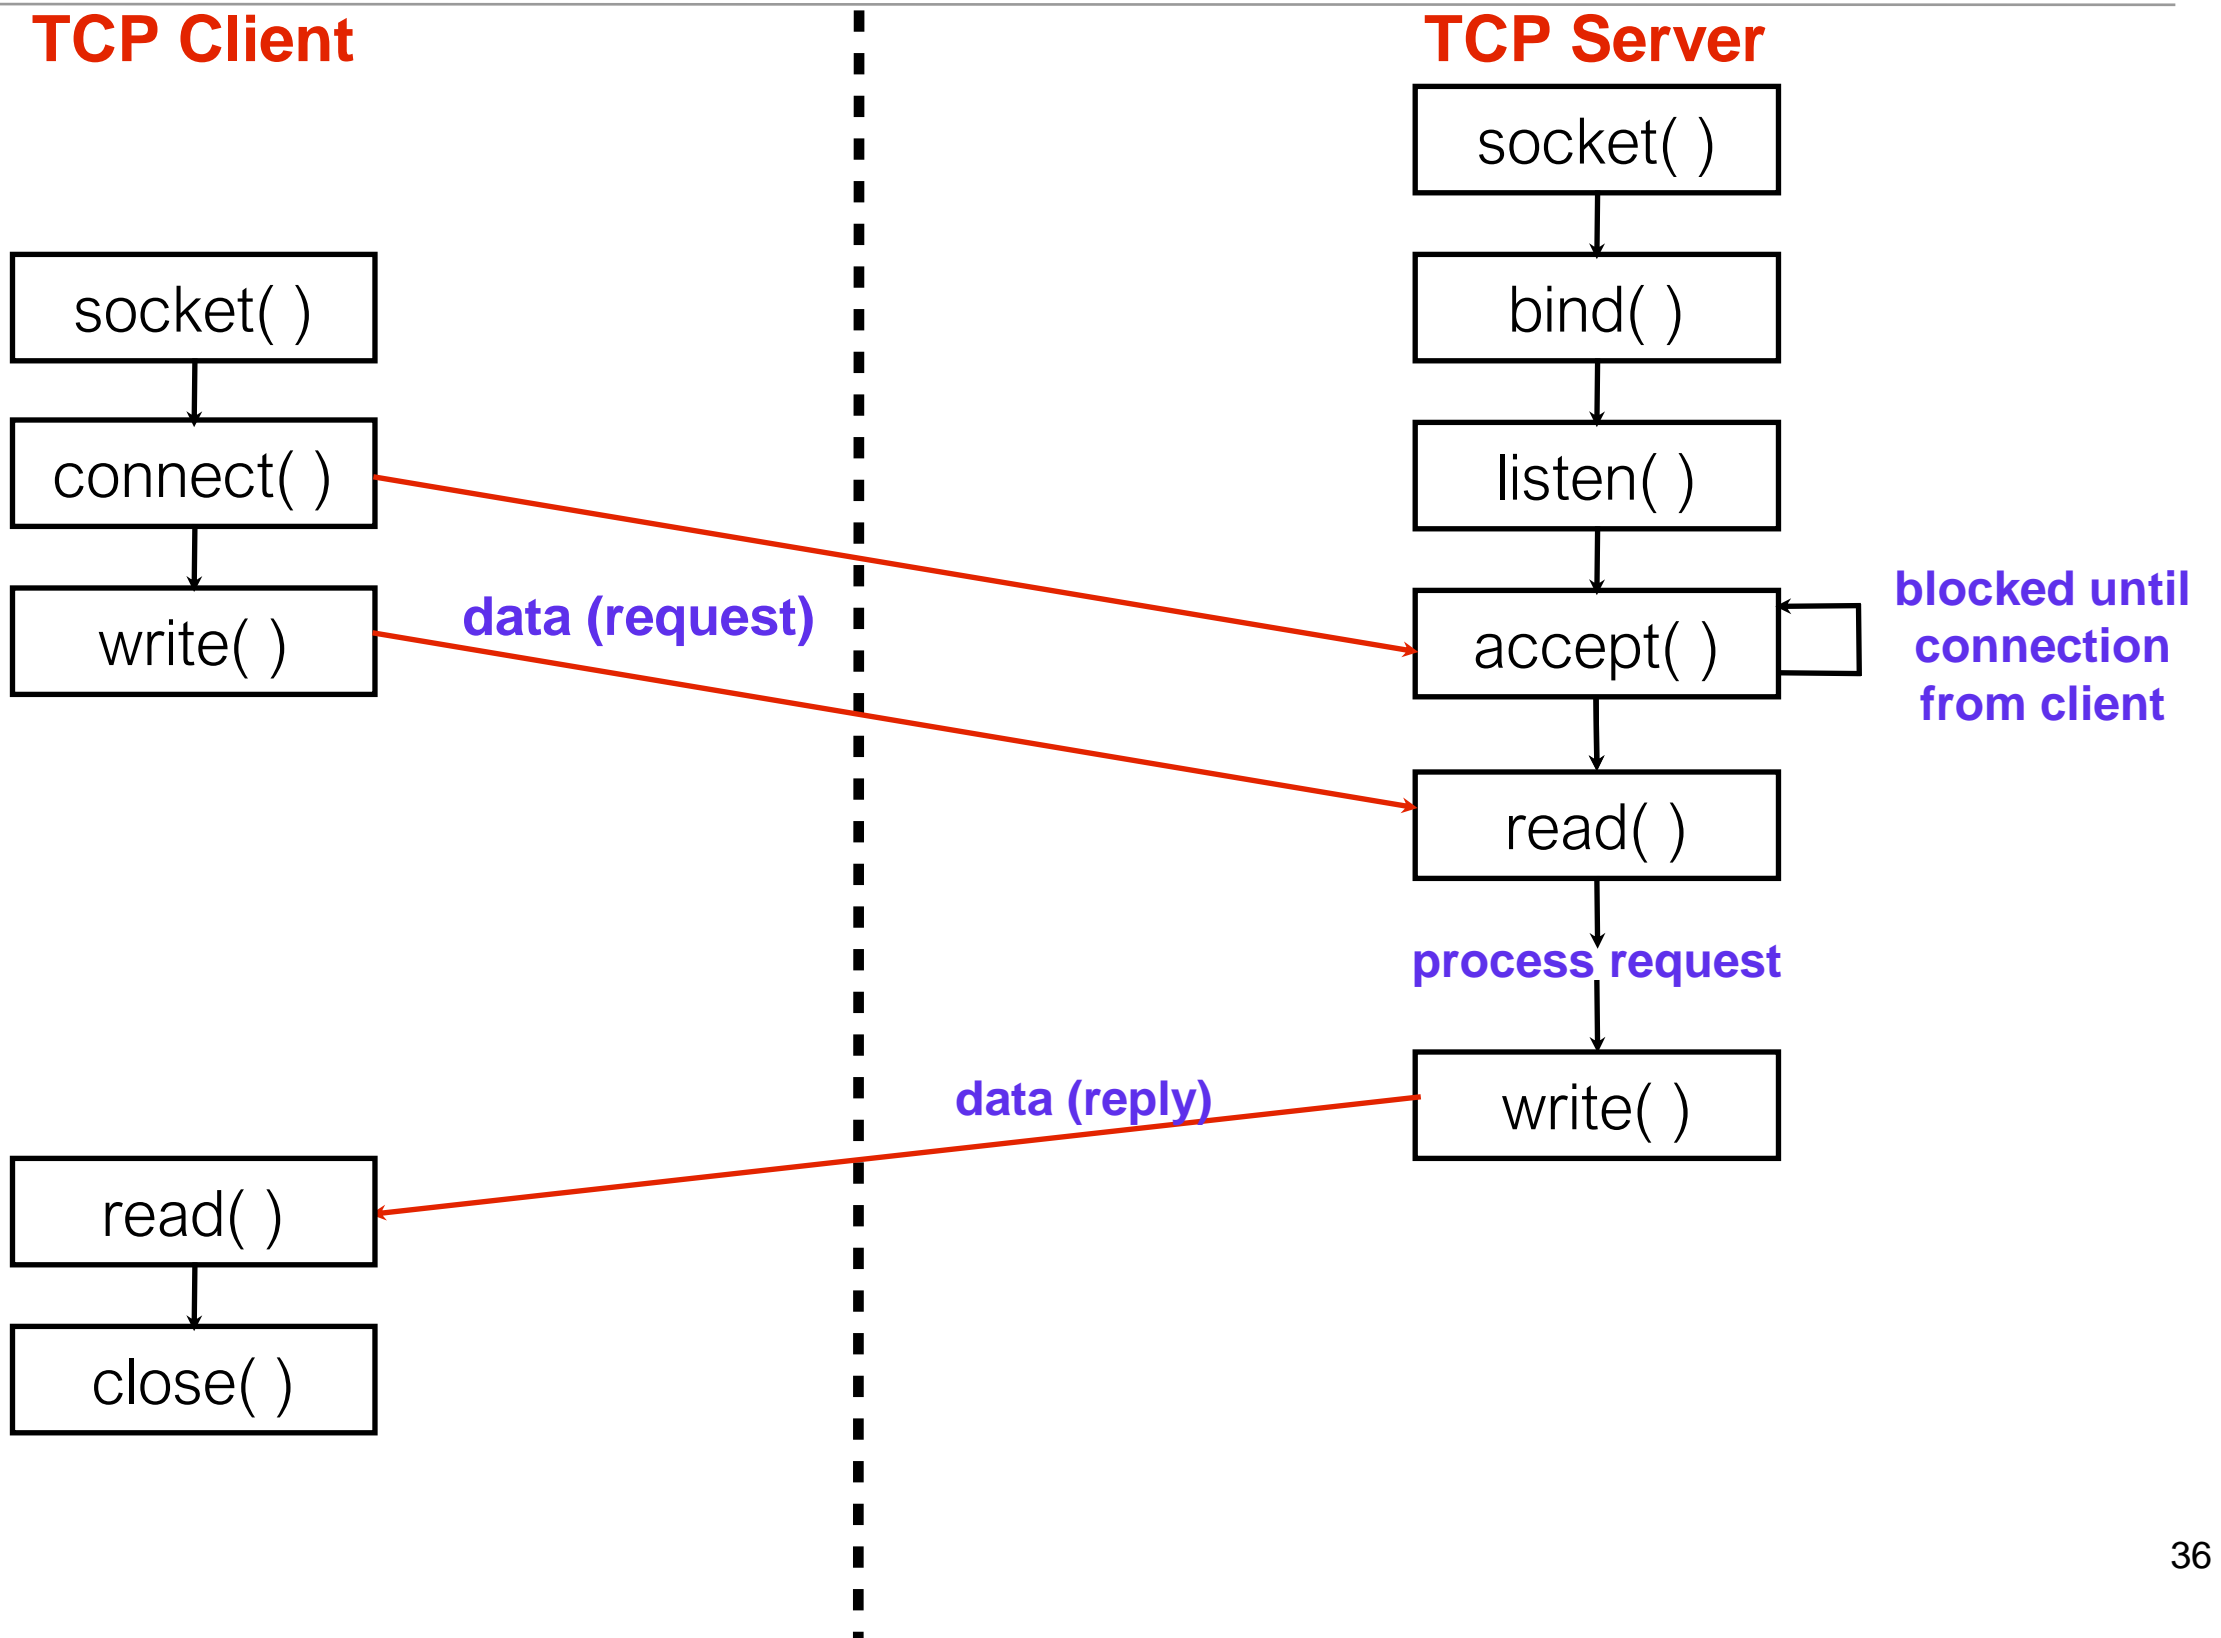 TCP Client
TCP Server
socket( )
socket( )
bind( )
connect( )
listen( )
write( )
data (request)
accept( )
blocked until
connection
from client
read( )
process request
data (reply)
write( )
read( )
close( )
36